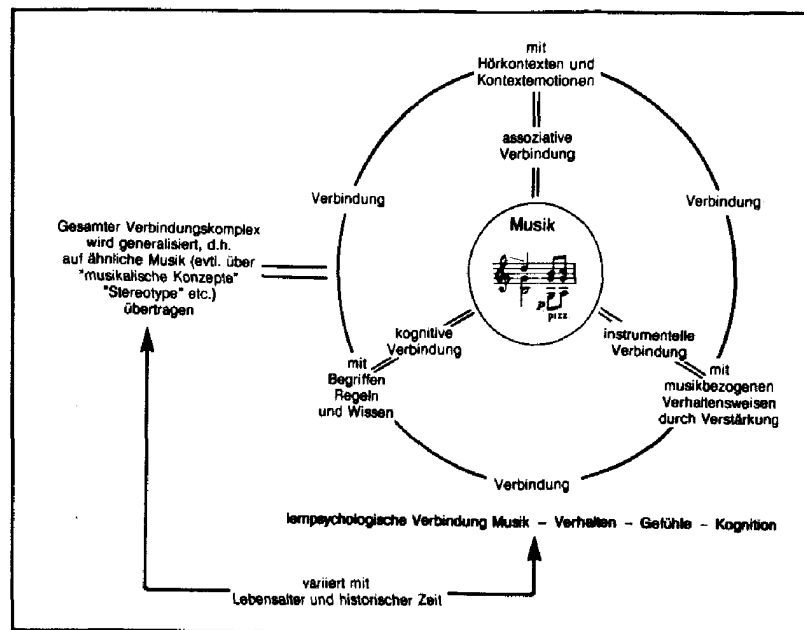 mit
Hörkontexten und
Kontextemotionen
assoziative
Verbindung
Verbindung
Verbindung
Gesamter Verbindungskomplex
wird generalisiert, d.h.
auf ähnliche Musik (evtl. über
"musikalische Konzepte"
"Stereotype" etc.)
übertragen
Musik
p
pizz
kognitive
Verbindung
instrumentelle
Verbindung
mit
Begriffen
Regeln
und Wissen
mit
musikbezogenen
Verhaltensweisen
durch Verstärkung
Verbindung
lernpsychologische Verbindung Musik – Verhalten – Gefühle – Kognition
variiert mit
Lebensalter und historischer Zeit